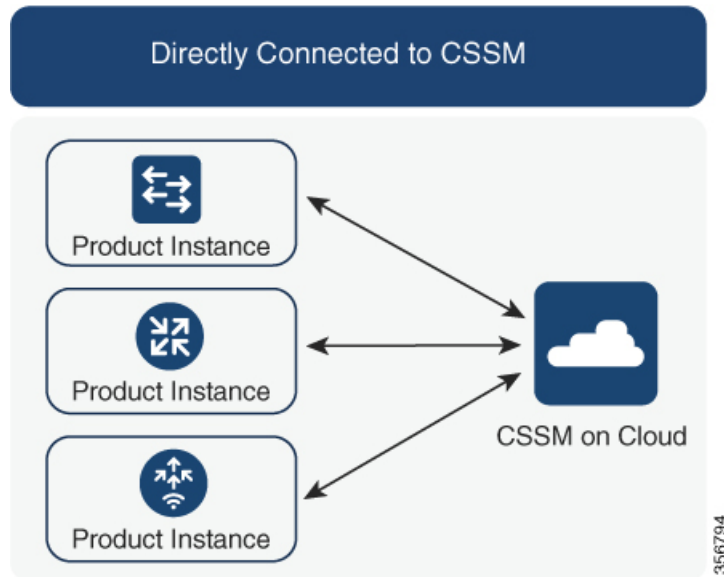 Directly Connected to CSSM
Product Instance
Product Instance
CSSM on Cloud
Product Instance
356794